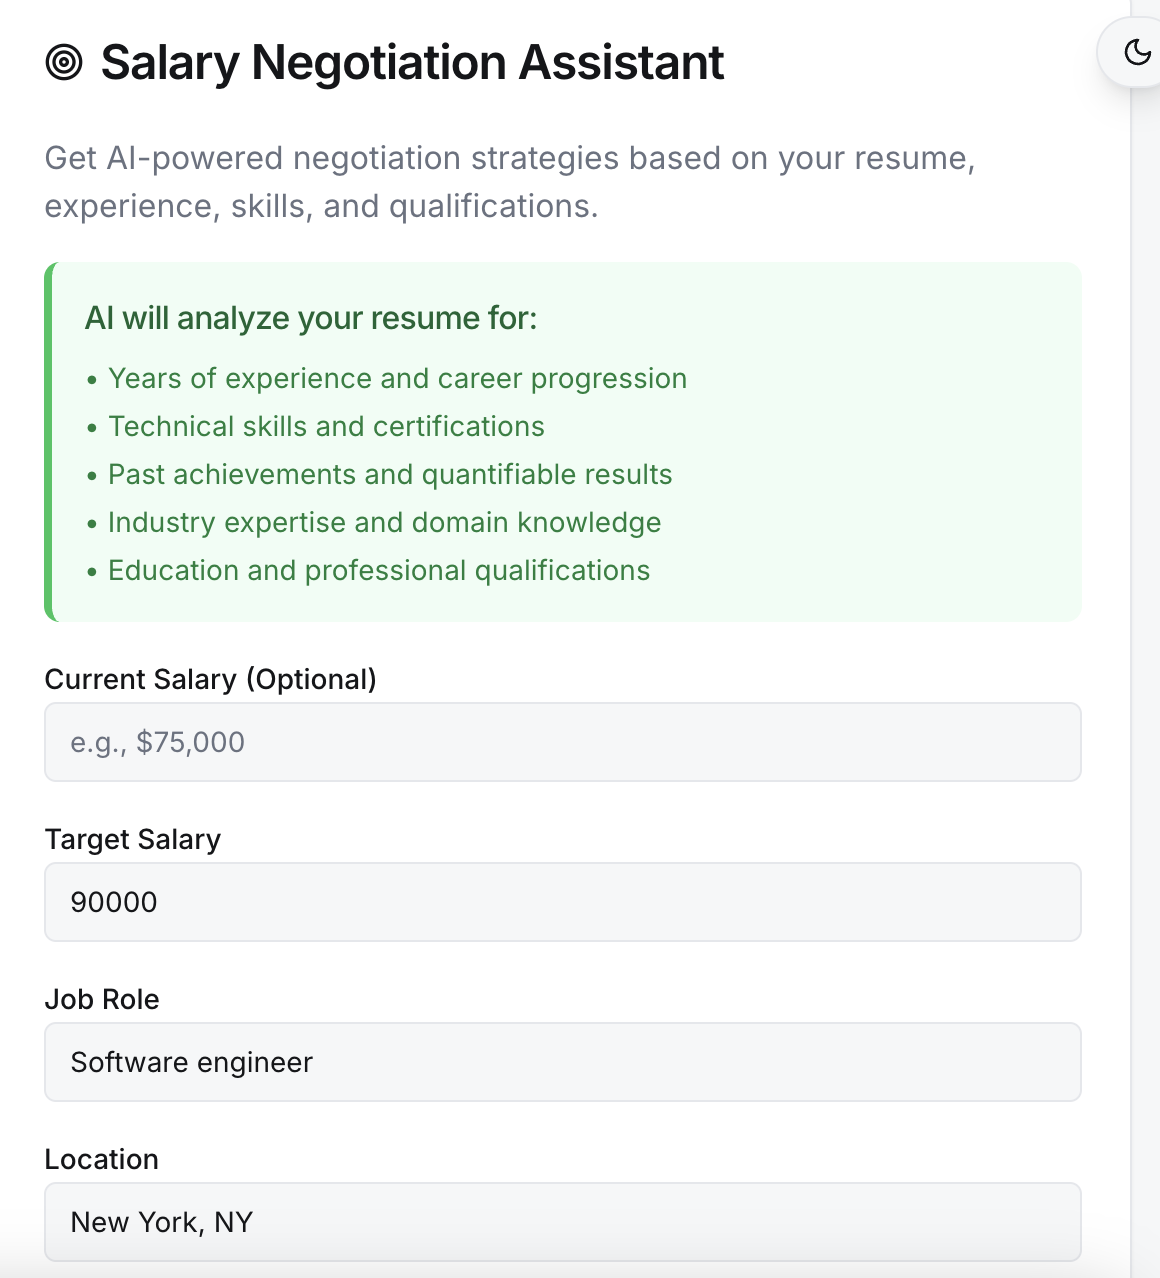 Salary Negotiation Assistant
Get AI-powered negotiation strategies based on your resume,
experience, skills, and qualifications.
AI will analyze your resume for:
• Years of experience and career progression
• Technical skills and certifications
• Past achievements and quantifiable results
• Industry expertise and domain knowledge
• Education and professional qualifications
Current Salary (Optional)
e.g., $75,000
Target Salary
90000
Job Role
Software engineer
Location
New York, NY